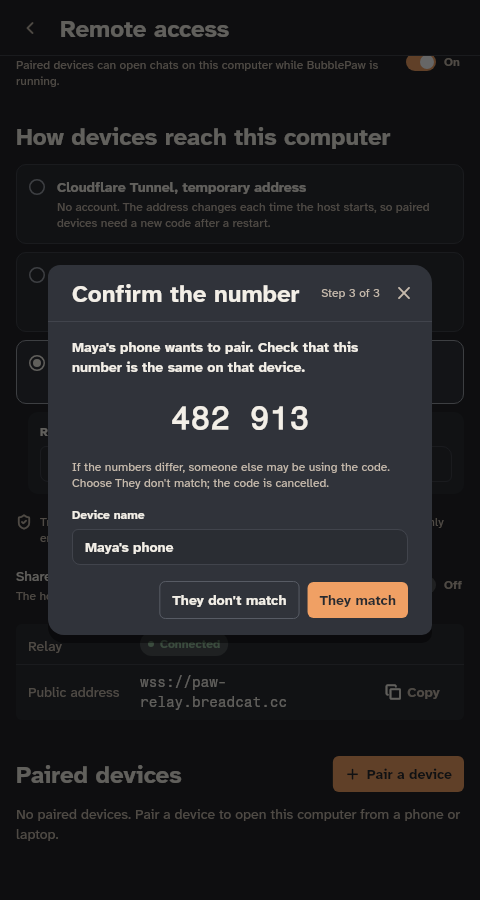 Remote access
Paired devices can open chats on this computer while BubblePaw is
running.
On
How devices reach this computer
Cloudflare Tunnel, temporary address
No account. The address changes each time the host starts, so paired
devices need a new code after a restart.
Confirm the number
Step 3 of 3
Maya's phone wants to pair. Check that this
number is the same on that device.
482 913
If the numbers differ, someone else may be using the code.
Choose They don't match; the code is cancelled.
Device name
Maya's phone
They don't match
They match
Share
Off
The
Relay
Connected
Public address
wss://paw-
relay.breadcat.cc
Copy
Paired devices
+ Pair a device
No paired devices. Pair a device to open this computer from a phone or
laptop.